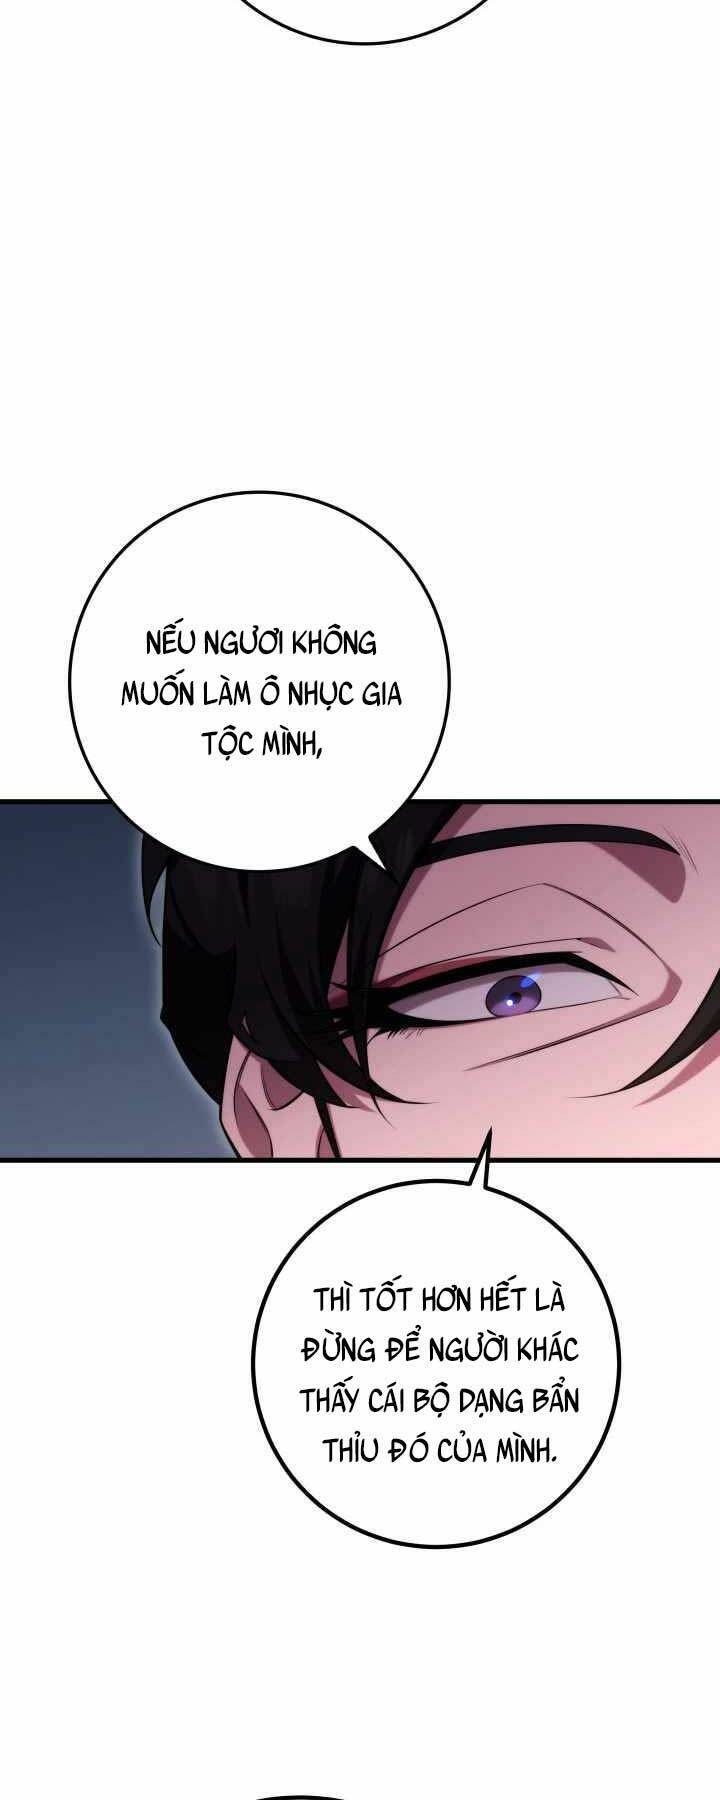 NẾU NGƯƠI KHÔNG
MUỐN LÀM Ô NHỤC GIA
TỘC MÌNH,
THÌ TỐT HƠN HẾT LÀ
ĐỪNG ĐỂ NGƯỜI KHÁC
THẤY CÁI BỘ DẠNG BẨN
THỈU ĐÓ CỦA MÌNH.